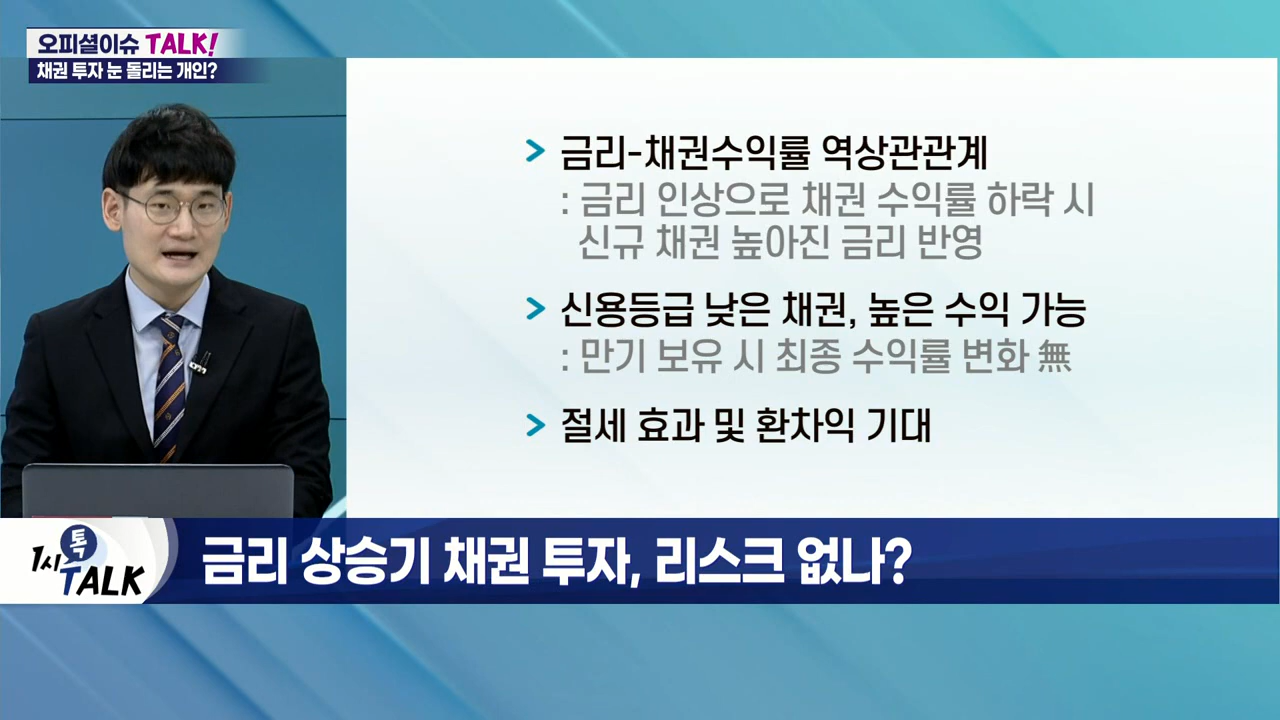 오피셜이슈 TALK!
채권 투자 눈 돌리는 개인?
> 금리-채권수익률 역상관관계
: 금리 인상으로 채권 수익률 하락 시
신규 채권 높아진 금리 반영
> 신용등급 낮은 채권, 높은 수익 가능
: 만기 보유 시 최종 수익률 변화 無
> 절세 효과 및 환차익 기대
1시 톡 TALK
금리 상승기 채권 투자, 리스크 없나?